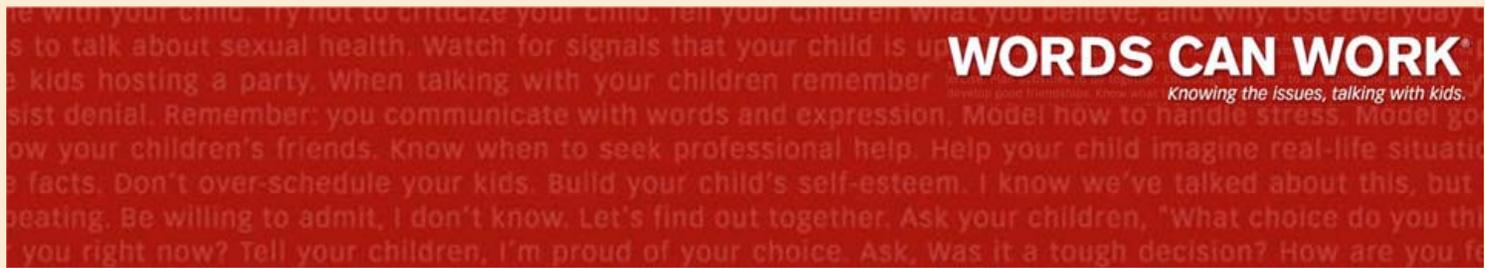 with your child. Try not to criticize your child. Tell your children what you believe, and why. Use everyday
s to talk about sexual health. Watch for signals that your child is
WORDS CAN WORK®
kids hosting a party. When talking with your children remember
Knowing the issues, talking with kids.
sist denial. Remember: you communicate with words and expression. Model how to handle stress. Model
ow your children's friends. Know when to seek professional help. Help your child imagine real-life situatio
facts. Don't over-schedule your kids. Build your child's self-esteem. I know we've talked about this, but
eating. Be willing to admit, I don't know. Let's find out together. Ask your children, "What choice do you thi
you right now? Tell your children, I'm proud of your choice. Ask, Was it a tough decision? How are you fe